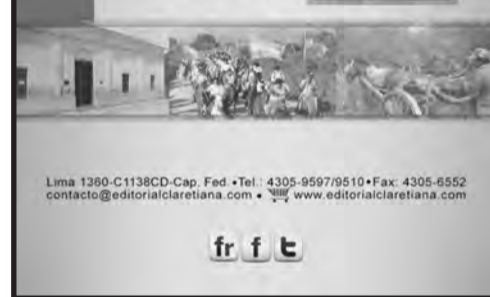 Lima 1360-C1138CD-Cap. Fed.•Tel.: 4305-9597/9510•Fax: 4305-6552
contacto@editorialclaretiana.com • www.editorialclaretiana.com
fr f t